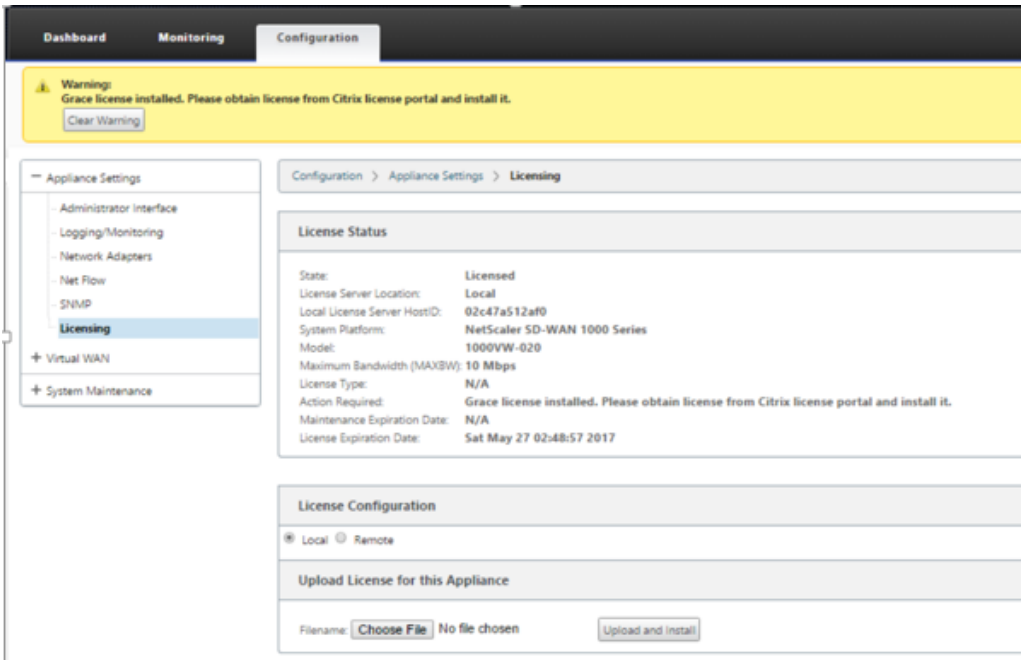 Dashboard Monitoring Configuration
Warning:
Grace license installed. Please obtain license from Citrix license portal and install it.
Clear Warning
Appliance Settings
Administrator Interface
Logging/Monitoring
Network Adapters
Net Flow
SNMP
Licensing
+ Virtual WAN
+ System Maintenance
Configuration > Appliance Settings > Licensing
License Status
State: Licensed
License Server Location: Local
Local License Server HostID: 02c47a512af0
System Platform: NetScaler SD-WAN 1000 Series
Model: 1000VW-020
Maximum Bandwidth (MAXBW): 10 Mbps
License Type: N/A
Action Required: Grace license installed. Please obtain license from Citrix license portal and install it.
Maintenance Expiration Date: N/A
License Expiration Date: Sat May 27 02:48:57 2017
License Configuration
Local Remote
Upload License for this Appliance
Filename: Choose File No file chosen Upload and Install